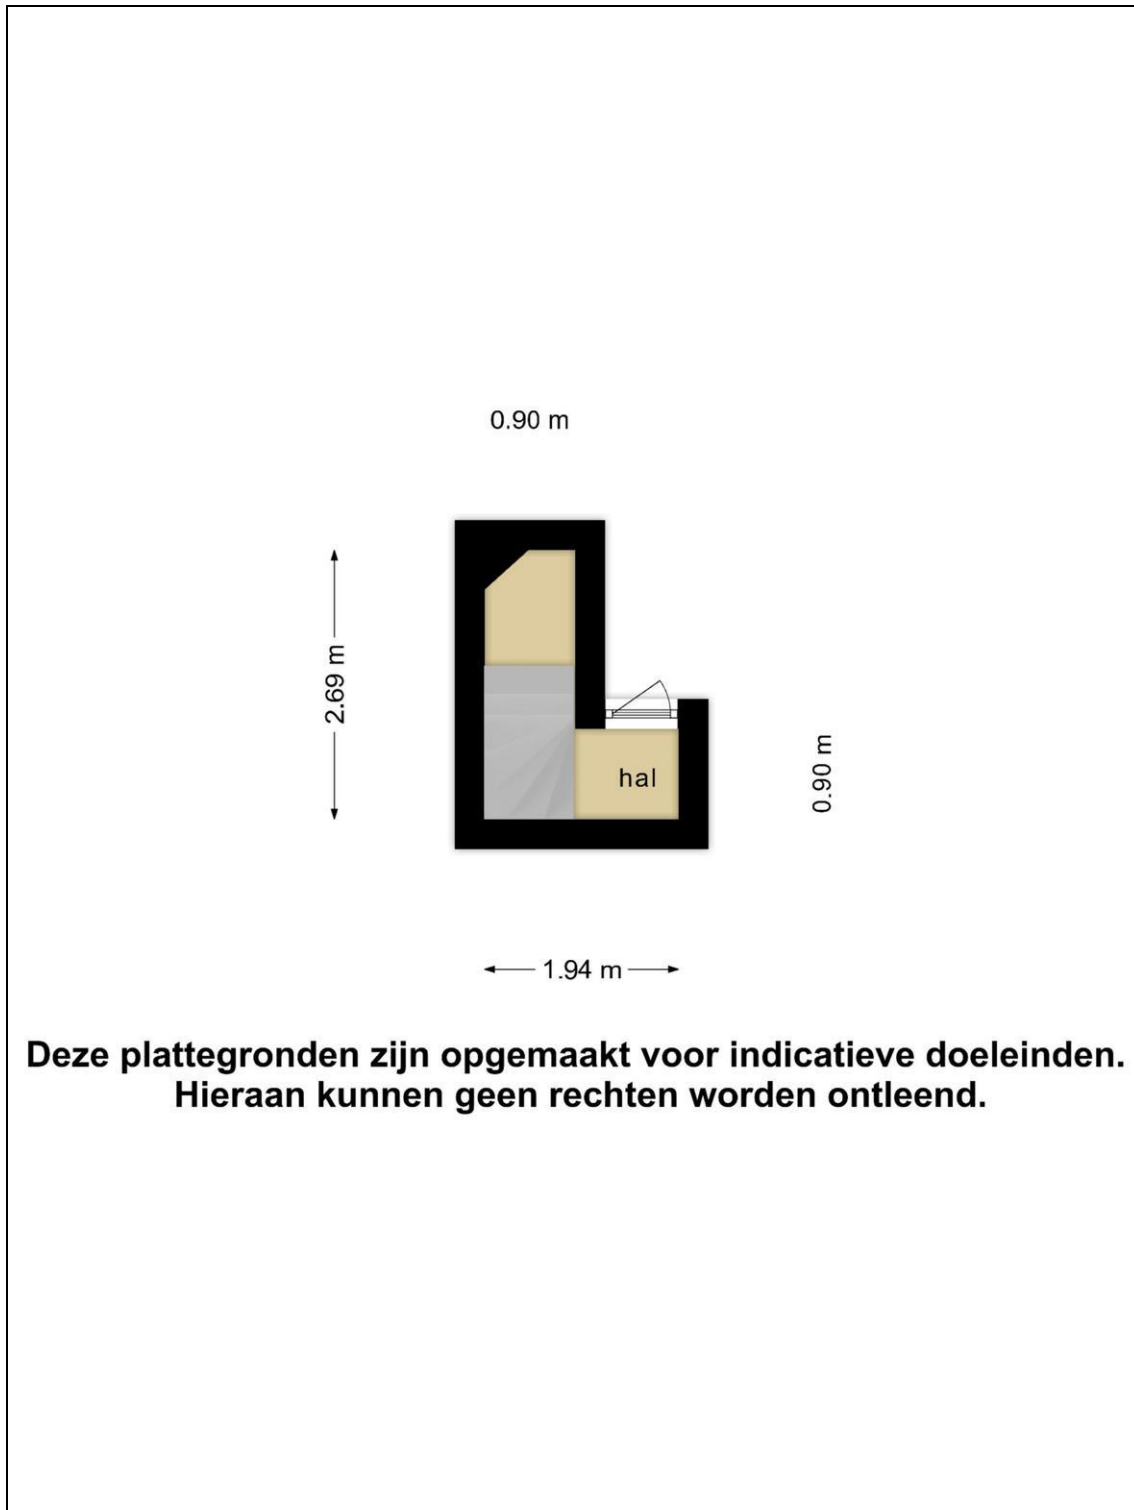 0.90 m
2.69 m
hal
0.90 m
1.94 m
Deze plattegronden zijn opgemaakt voor indicatieve doeleinden.
Hieraan kunnen geen rechten worden ontleend.